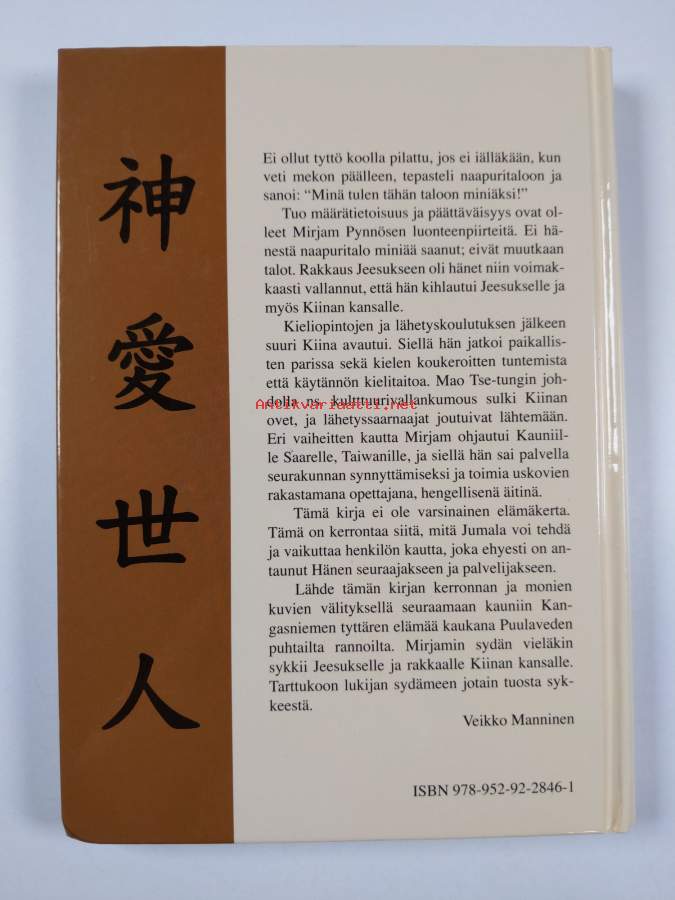 神
愛
世
人
Ei ollut tyttö koolla pilattu, jos ei iälläkään, kun
veti mekon päälleen, tepasteli naapuritaloon ja
sanoi: “Minä tulen tähän taloon miniäksi!”
Tuo määrätietoisuus ja päättäväisyys ovat ol-
leet Mirjam Pynnösen luonteenpiirteitä. Ei hä-
nestä naapuritalo miniää saanut; eivät muutkaan
talot. Rakkaus Jeesukseen oli hänet niin voimak-
kaasti vallannut, että hän kihlautui Jeesukselle ja
myös Kiinan kansalle.
Kieliopintojen ja lähetyskoulutuksen jälkeen
suuri Kiina avautui. Siellä hän jatkoi paikallis-
ten parissa sekä kielen koukeroitten tuntemista
että käytännön kielitaitoa. Mao Tse-tungin joh-
dolla ns. kulttuurivallankumous sulki Kiinan
Antikvariaatti.net
ovet, ja lähetyssaarnaajat joutuivat lähtemään.
Eri vaiheitten kautta Mirjam ohjautui Kauniil-
le Saarelle, Taiwanille, ja siellä hän sai palvella
seurakunnan synnyttämiseksi ja toimia uskovien
rakastamana opettajana, hengellisenä äitinä.
Tämä kirja ei ole varsinainen elämäkerta.
Tämä on kerrontaa siitä, mitä Jumala voi tehdä
ja vaikuttaa henkilön kautta, joka ehyesti on an-
taunut Hänen seuraajakseen ja palvelijakseen.
Lähde tämän kirjan kerronnan ja monien
kuvien välityksellä seuraamaan kauniin Kan-
gasniemen tyttären elämää kaukana Puulaveden
puhtailta rannoilta. Mirjamin sydän vieläkin
sykkii Jeesukselle ja rakkaalle Kiinan kansalle.
Tarttukoon lukijan sydämeen jotain tuosta syk-
keestä.
Veikko Manninen
ISBN 978-952-92-2846-1